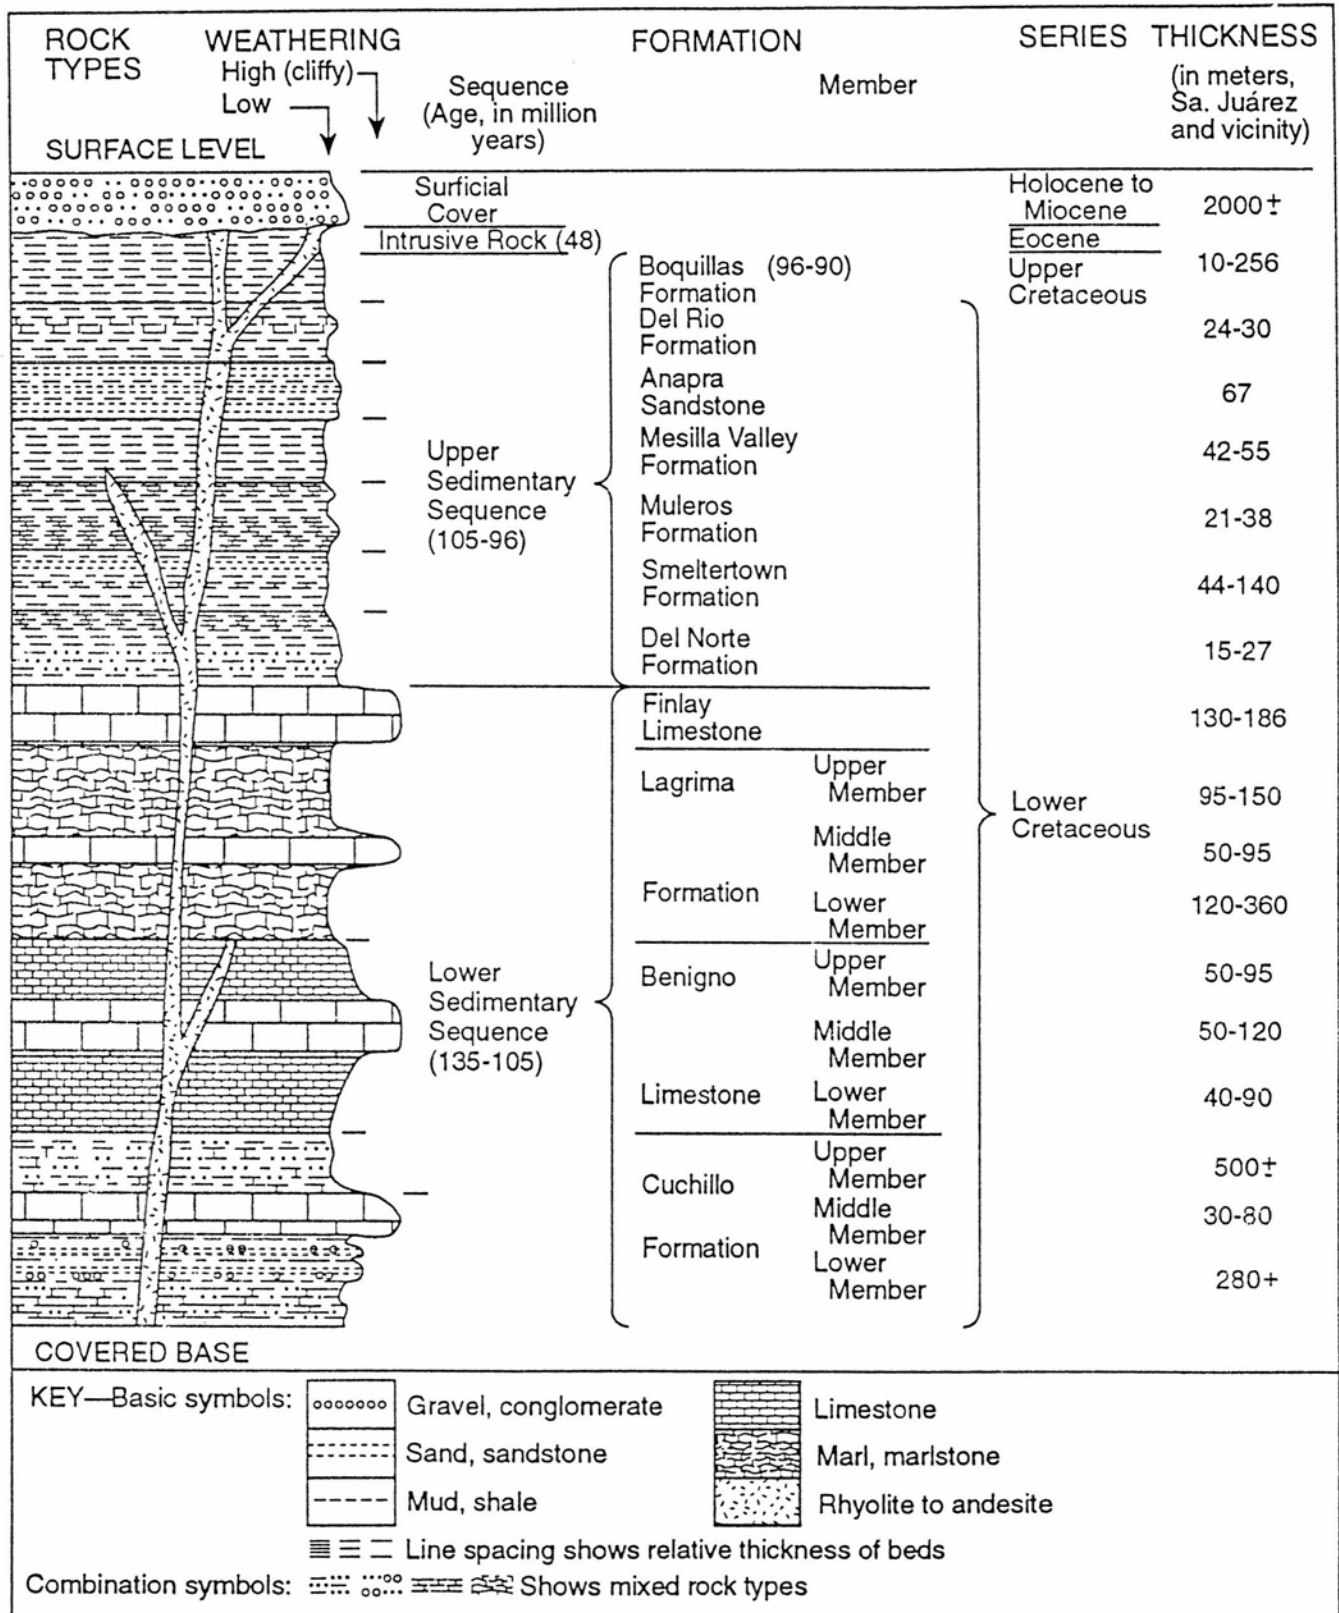 ROCK TYPES
WEATHERING
High (cliffy)
Low
Sequence
(Age, in million
years)
FORMATION
Member
SERIES
THICKNESS
(in meters,
Sa. Juárez
and vicinity)
SURFACE LEVEL
Surficial
Cover
Holocene to
Miocene
2000±
Intrusive Rock (48)
Eocene
Boquillas (96-90)
Formation
Upper
Cretaceous
10-256
Del Rio
Formation
24-30
Anapra
Sandstone
67
Mesilla Valley
Formation
42-55
Upper
Sedimentary
Sequence
(105-96)
Muleros
Formation
21-38
Smeltertown
Formation
44-140
Del Norte
Formation
15-27
Finlay
Limestone
130-186
Lagrima
Formation
Upper
Member
95-150
Lower
Cretaceous
Middle
Member
50-95
Lower
Member
120-360
Lower
Sedimentary
Sequence
(135-105)
Benigno
Limestone
Upper
Member
50-95
Middle
Member
50-120
Lower
Member
40-90
Cuchillo
Formation
Upper
Member
500±
Middle
Member
30-80
Lower
Member
280+
COVERED BASE
KEY—Basic symbols:
Gravel, conglomerate
Sand, sandstone
Mud, shale
Limestone
Marl, marlstone
Rhyolite to andesite
Line spacing shows relative thickness of beds
Combination symbols:
Shows mixed rock types